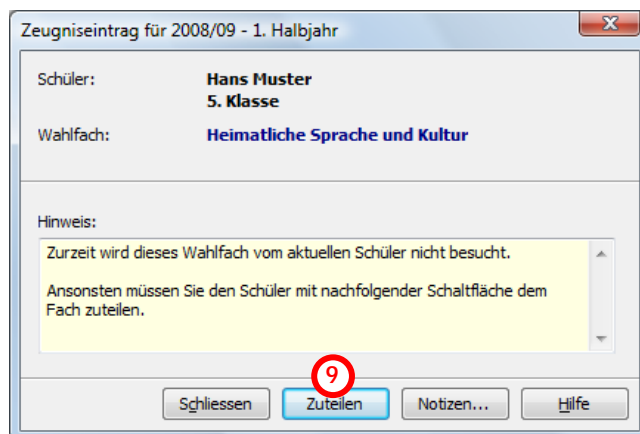 Zeugniseintrag für 2008/09 - 1. Halbjahr
Schüler: Hans Muster
5. Klasse
Wahlfach: Heimatliche Sprache und Kultur
Hinweis:
Zurzeit wird dieses Wahlfach vom aktuellen Schüler nicht besucht.
Ansonsten müssen Sie den Schüler mit nachfolgender Schaltfläche dem
Fach zuteilen.
9
Schliessen Zuteilen Notizen... Hilfe